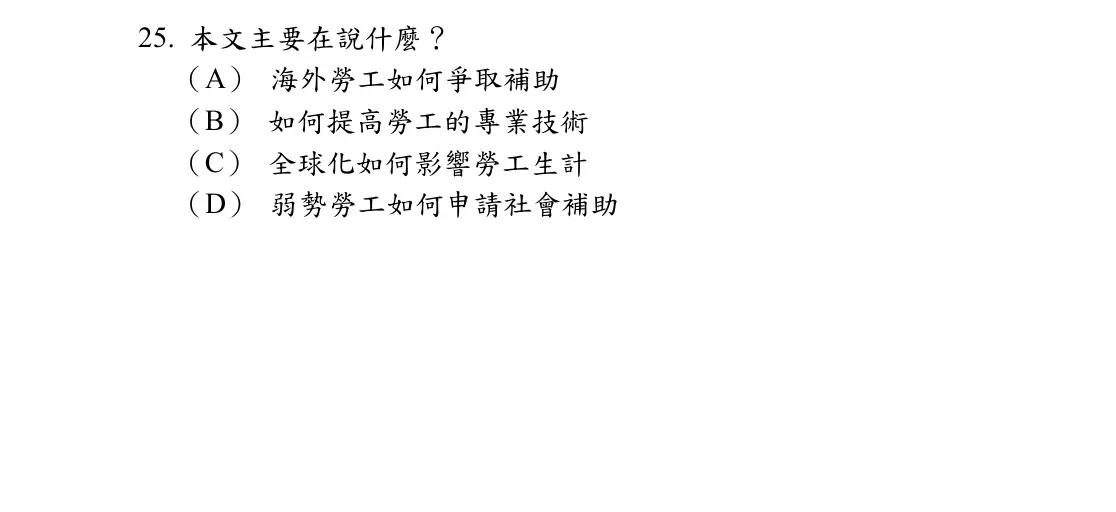 25. 本文主要在說什麼？
（A） 海外勞工如何爭取補助
（B） 如何提高勞工的專業技術
（C） 全球化如何影響勞工生計
（D） 弱勢勞工如何申請社會補助